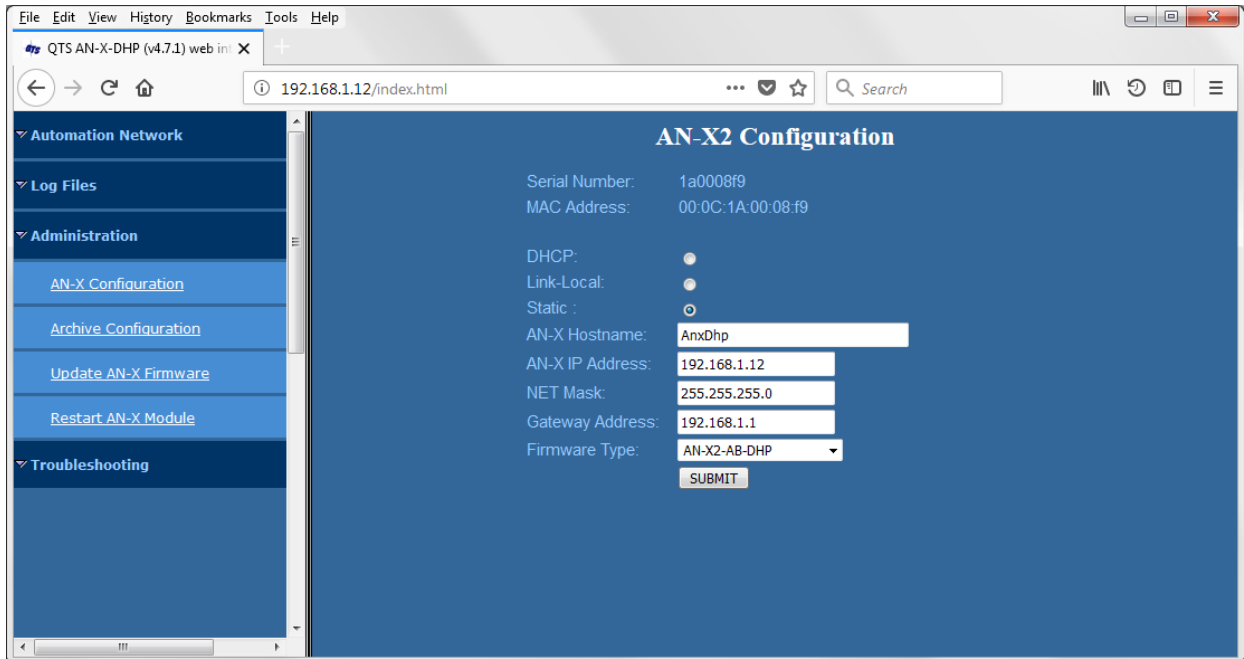 File Edit View History Bookmarks Tools Help
QTS AN-X-DHP (v4.7.1) web int
192.168.1.12/index.html
Search
Automation Network
Log Files
Administration
AN-X Configuration
Archive Configuration
Update AN-X Firmware
Restart AN-X Module
Troubleshooting
AN-X2 Configuration
Serial Number: 1a0008f9
MAC Address: 00:0C:1A:00:08:f9
DHCP:
Link-Local:
Static :
AN-X Hostname: AnxDhp
AN-X IP Address: 192.168.1.12
NET Mask: 255.255.255.0
Gateway Address: 192.168.1.1
Firmware Type: AN-X2-AB-DHP
SUBMIT